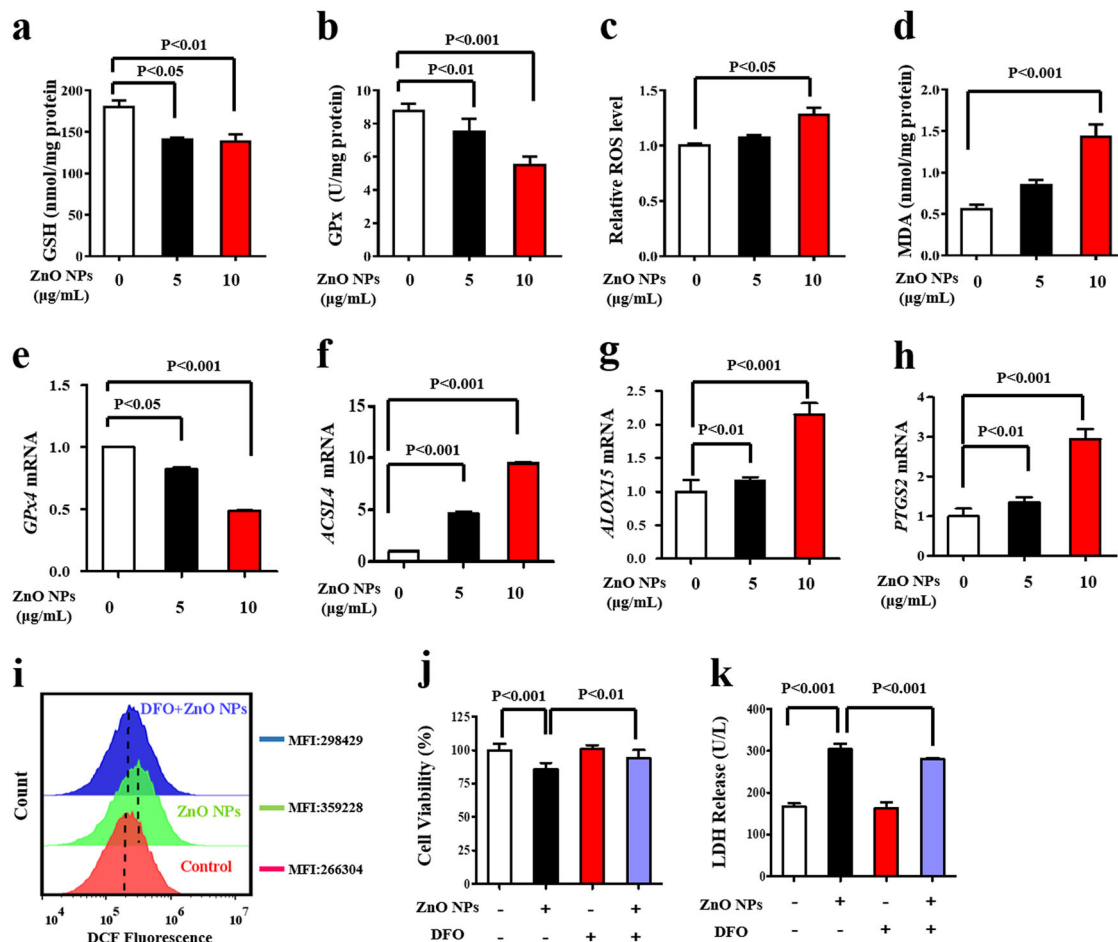 a
P<0.01
P<0.05
GSH (nmol/mg protein)
200
150
100
50
0
ZnO NPs
(μg/mL)
0 5 10
b
P<0.001
P<0.01
GPx (U/mg protein)
10
8
6
4
2
0
ZnO NPs
(μg/mL)
0 5 10
c
P<0.05
Relative ROS level
1.5
1.0
0.5
0.0
ZnO NPs
(μg/mL)
0 5 10
d
P<0.001
MDA (nmol/mg protein)
2.0
1.5
1.0
0.5
0.0
ZnO NPs
(μg/mL)
0 5 10
e
P<0.001
P<0.05
GPx4 mRNA
1.5
1.0
0.5
0.0
ZnO NPs
(μg/mL)
0 5 10
f
P<0.001
P<0.001
ACSL4 mRNA
15
10
5
0
ZnO NPs
(μg/mL)
0 5 10
g
P<0.001
P<0.01
ALOX15 mRNA
2.5
2.0
1.5
1.0
0.5
0.0
ZnO NPs
(μg/mL)
0 5 10
h
P<0.001
P<0.01
PTGS2 mRNA
4
3
2
1
0
ZnO NPs
(μg/mL)
0 5 10
i
DFO+ZnO NPs
MFI:298429
ZnO NPs
MFI:359228
Control
MFI:266304
Count
10^4 10^5 10^6 10^7
DCF Fluorescence
j
P<0.001
P<0.01
Cell Viability (%)
125
100
75
50
25
0
ZnO NPs - + - +
DFO - - + +
k
P<0.001
P<0.001
LDH Release (U/L)
400
300
200
100
0
ZnO NPs - + - +
DFO - - + +